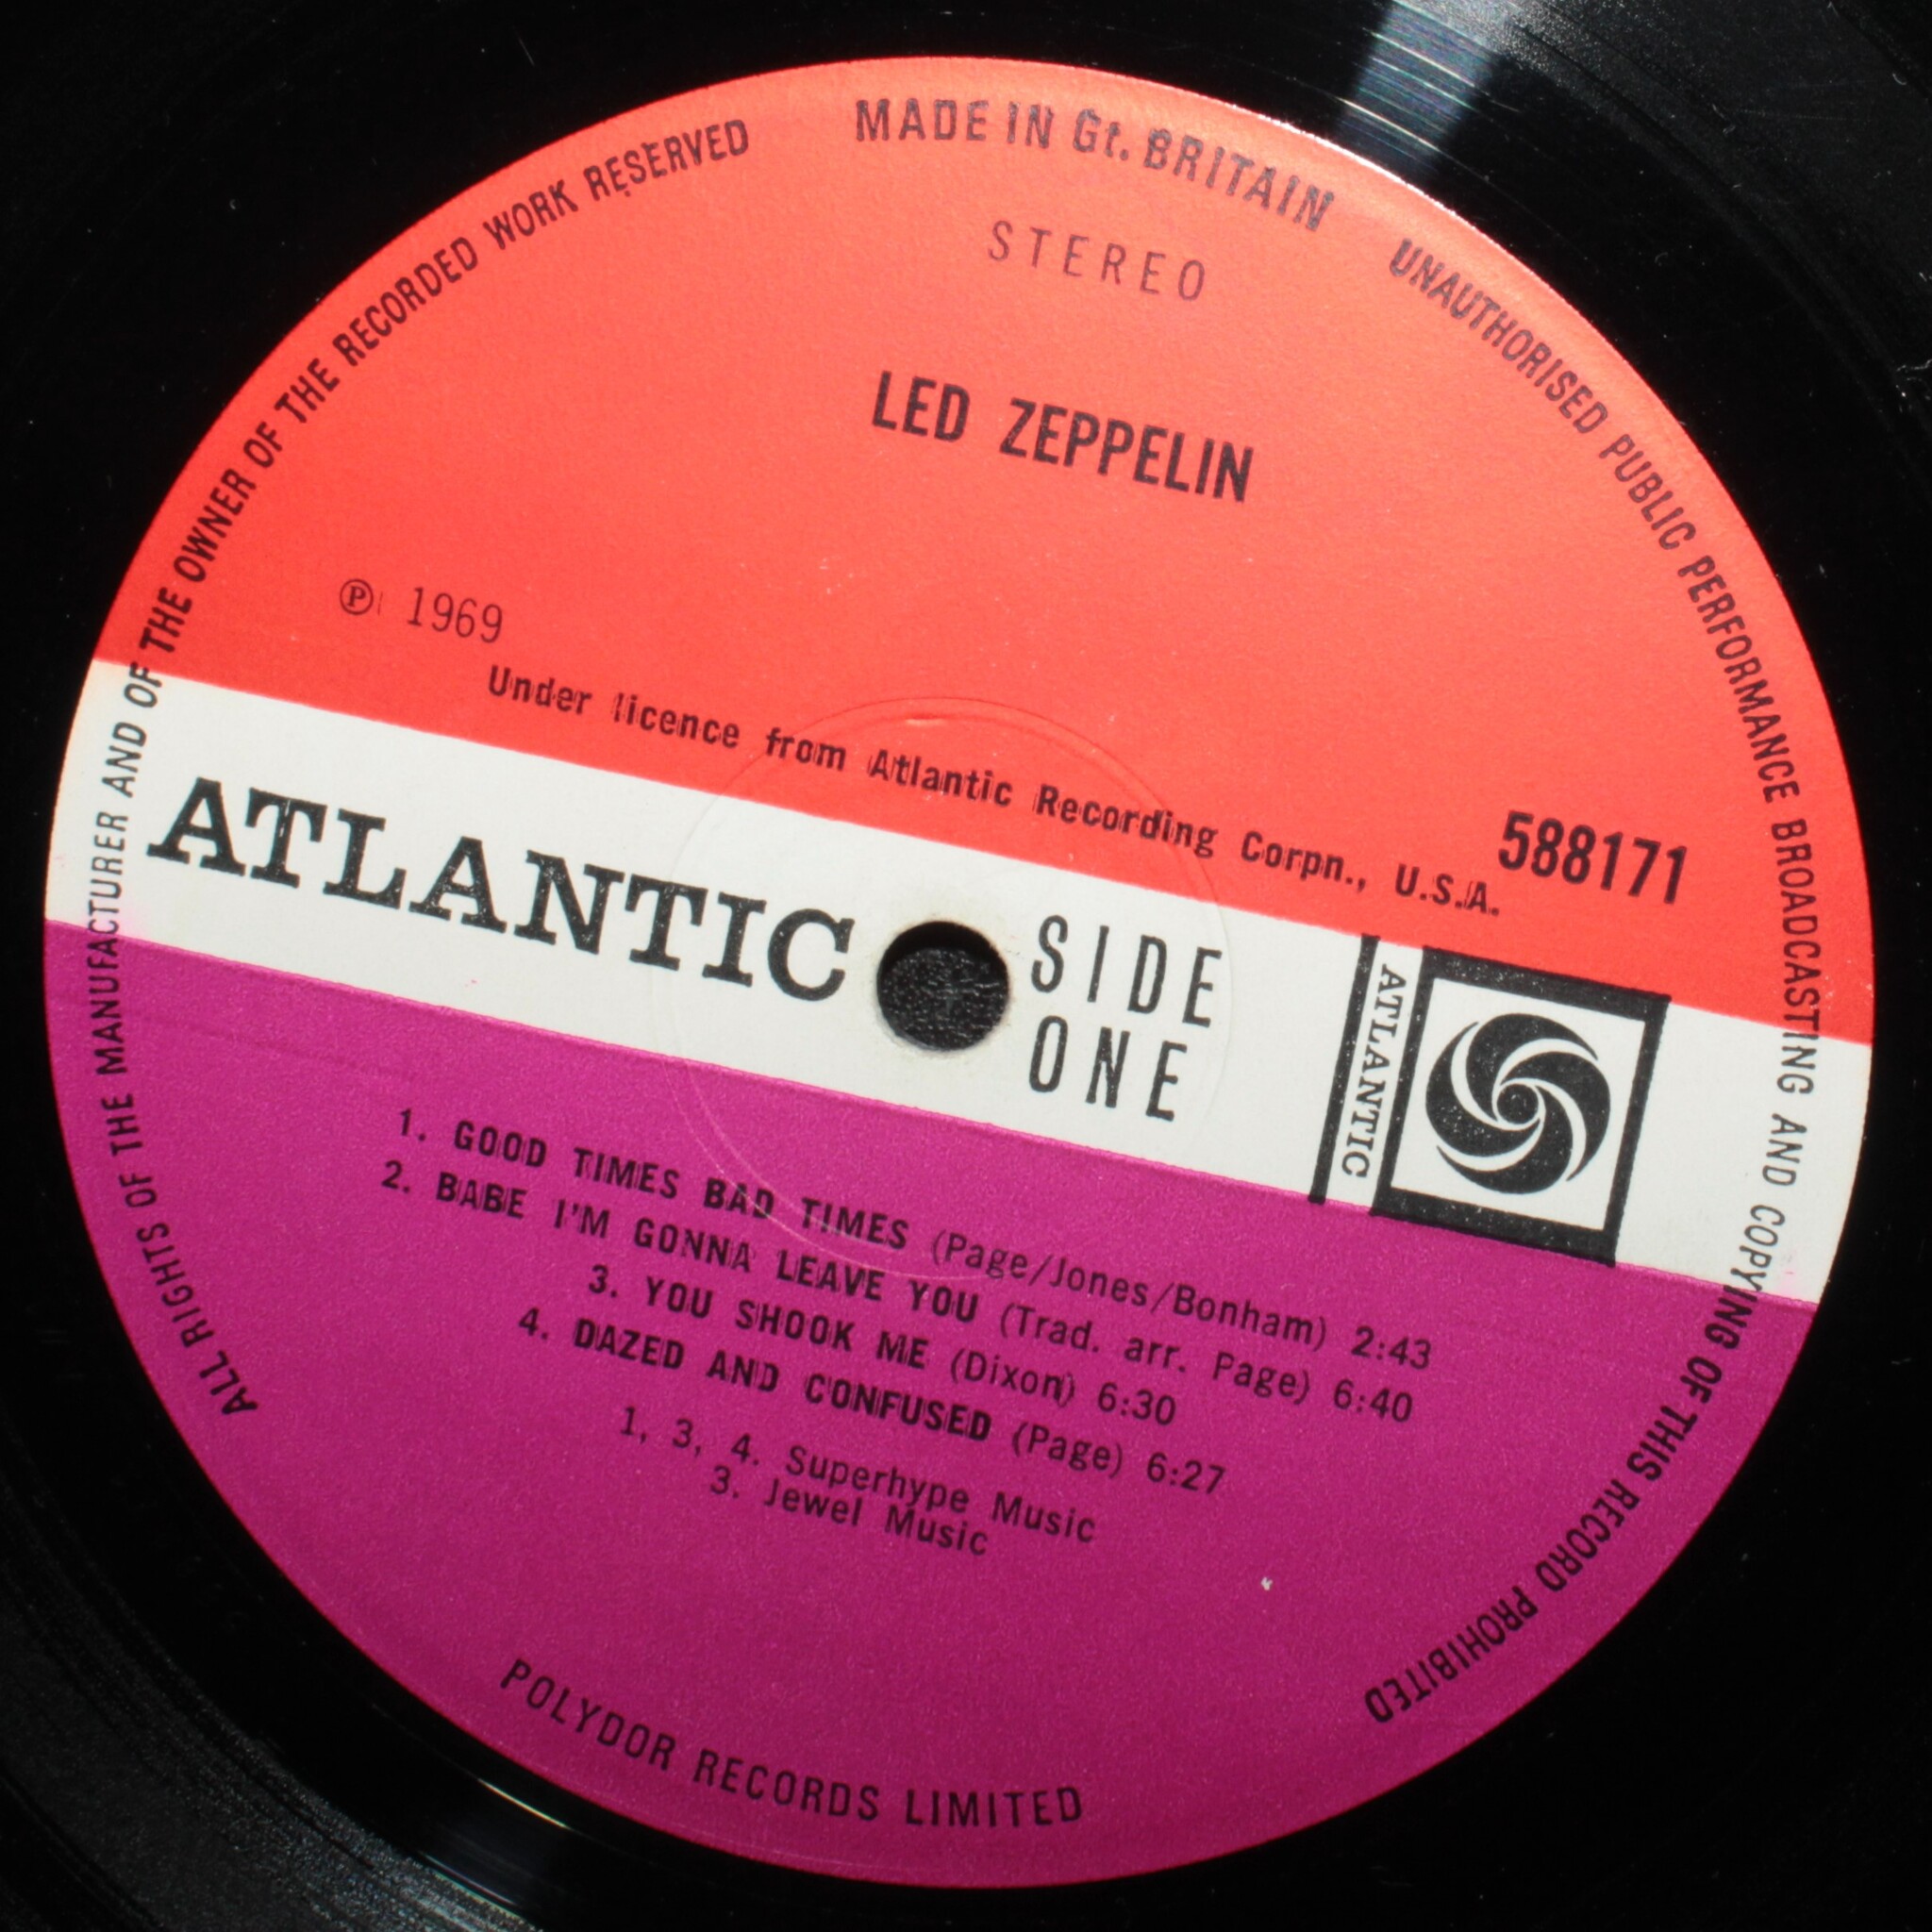 MADE IN Gt. BRITAIN
UNAUTHORISED PUBLIC PERFORMANCE BROADCASTING AND COPYING OF THIS RECORD PROHIBITED
ALL RIGHTS OF THE MANUFACTURER AND OF THE OWNER OF THE RECORDED WORK RESERVED
STEREO
LED ZEPPELIN
℗ 1969
Under licence from Atlantic Recording Corpn., U.S.A.
588171
ATLANTIC
SIDE
ONE
ATLANTIC
1. GOOD TIMES BAD TIMES (Page/Jones/Bonham) 2:43
2. BABE I'M GONNA LEAVE YOU (Trad. arr. Page) 6:40
3. YOU SHOOK ME (Dixon) 6:30
4. DAZED AND CONFUSED (Page) 6:27
1, 3, 4. Superhype Music
3. Jewel Music
POLYDOR RECORDS LIMITED